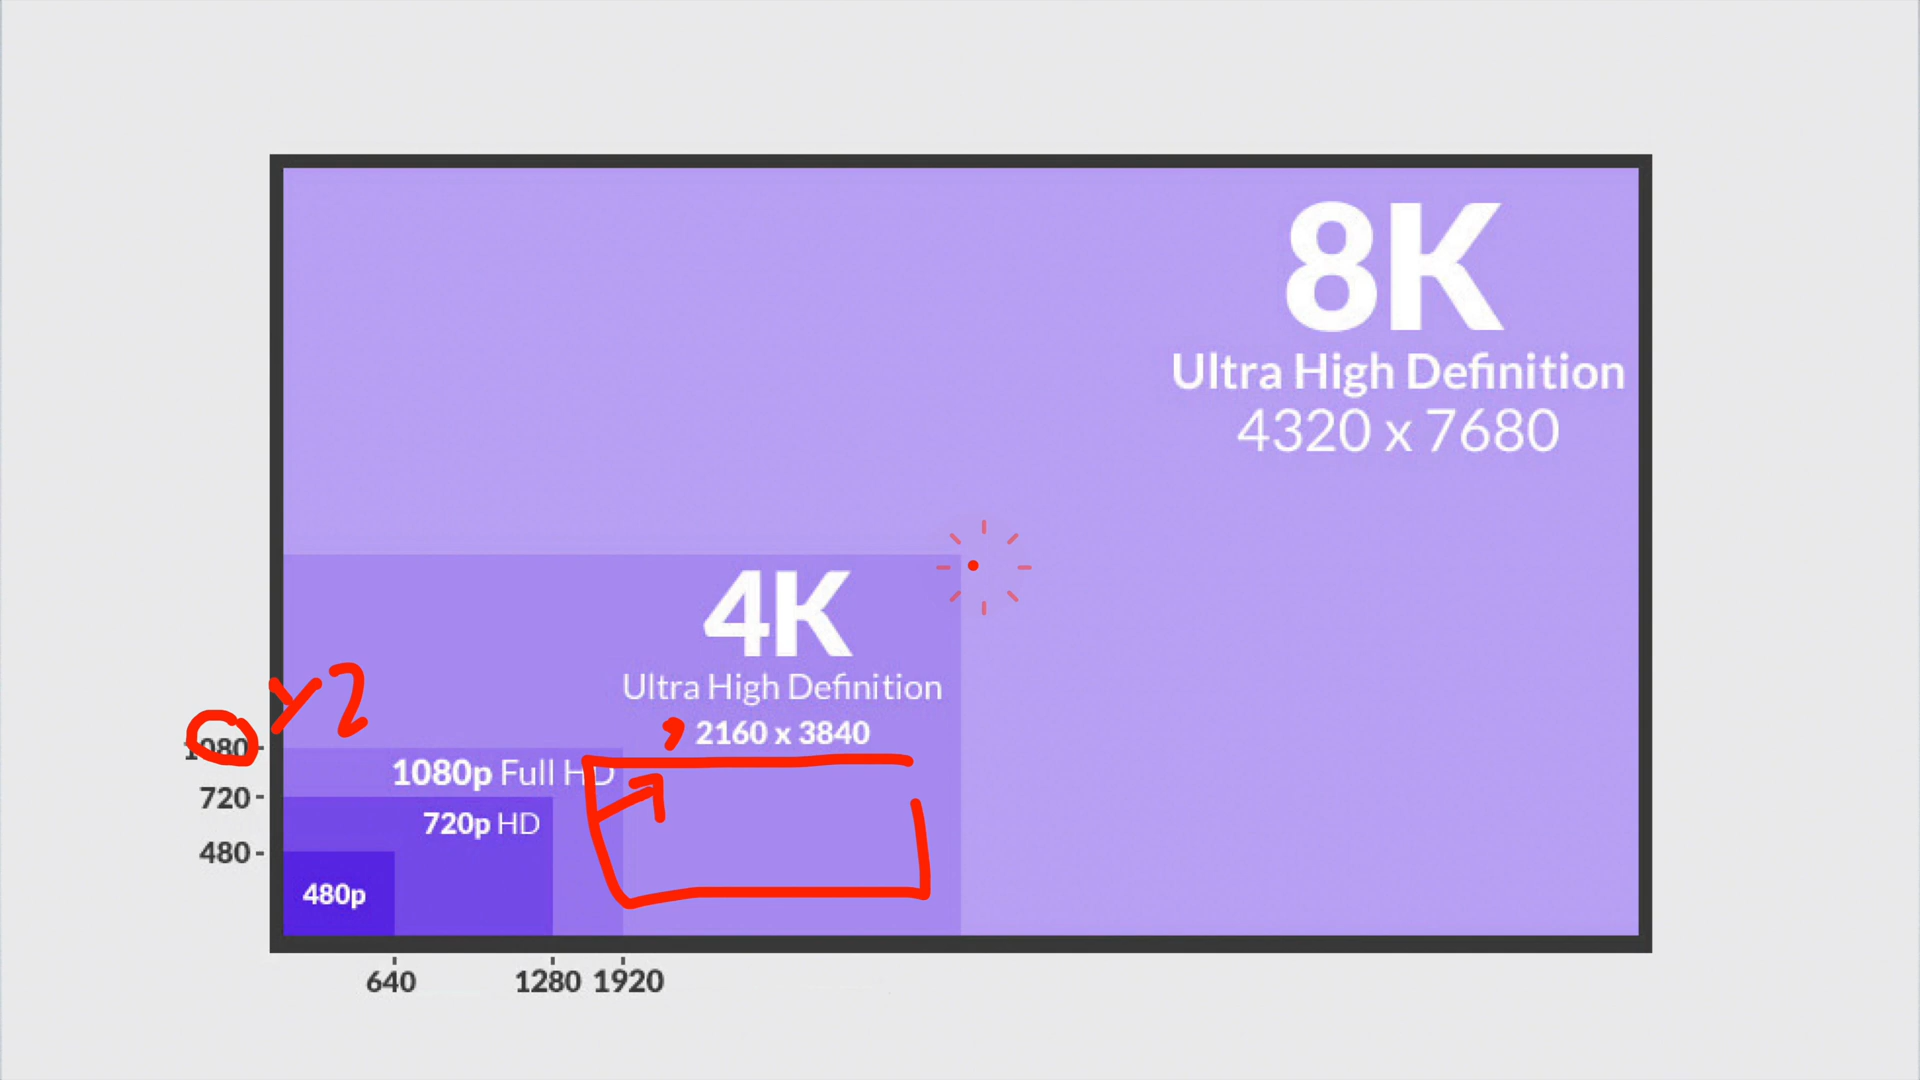 8K
Ultra High Definition
4320 x 7680
4K
Ultra High Definition
2160 x 3840
x2
1080
1080p Full HD
720
720p HD
480
480p
640 1280 1920